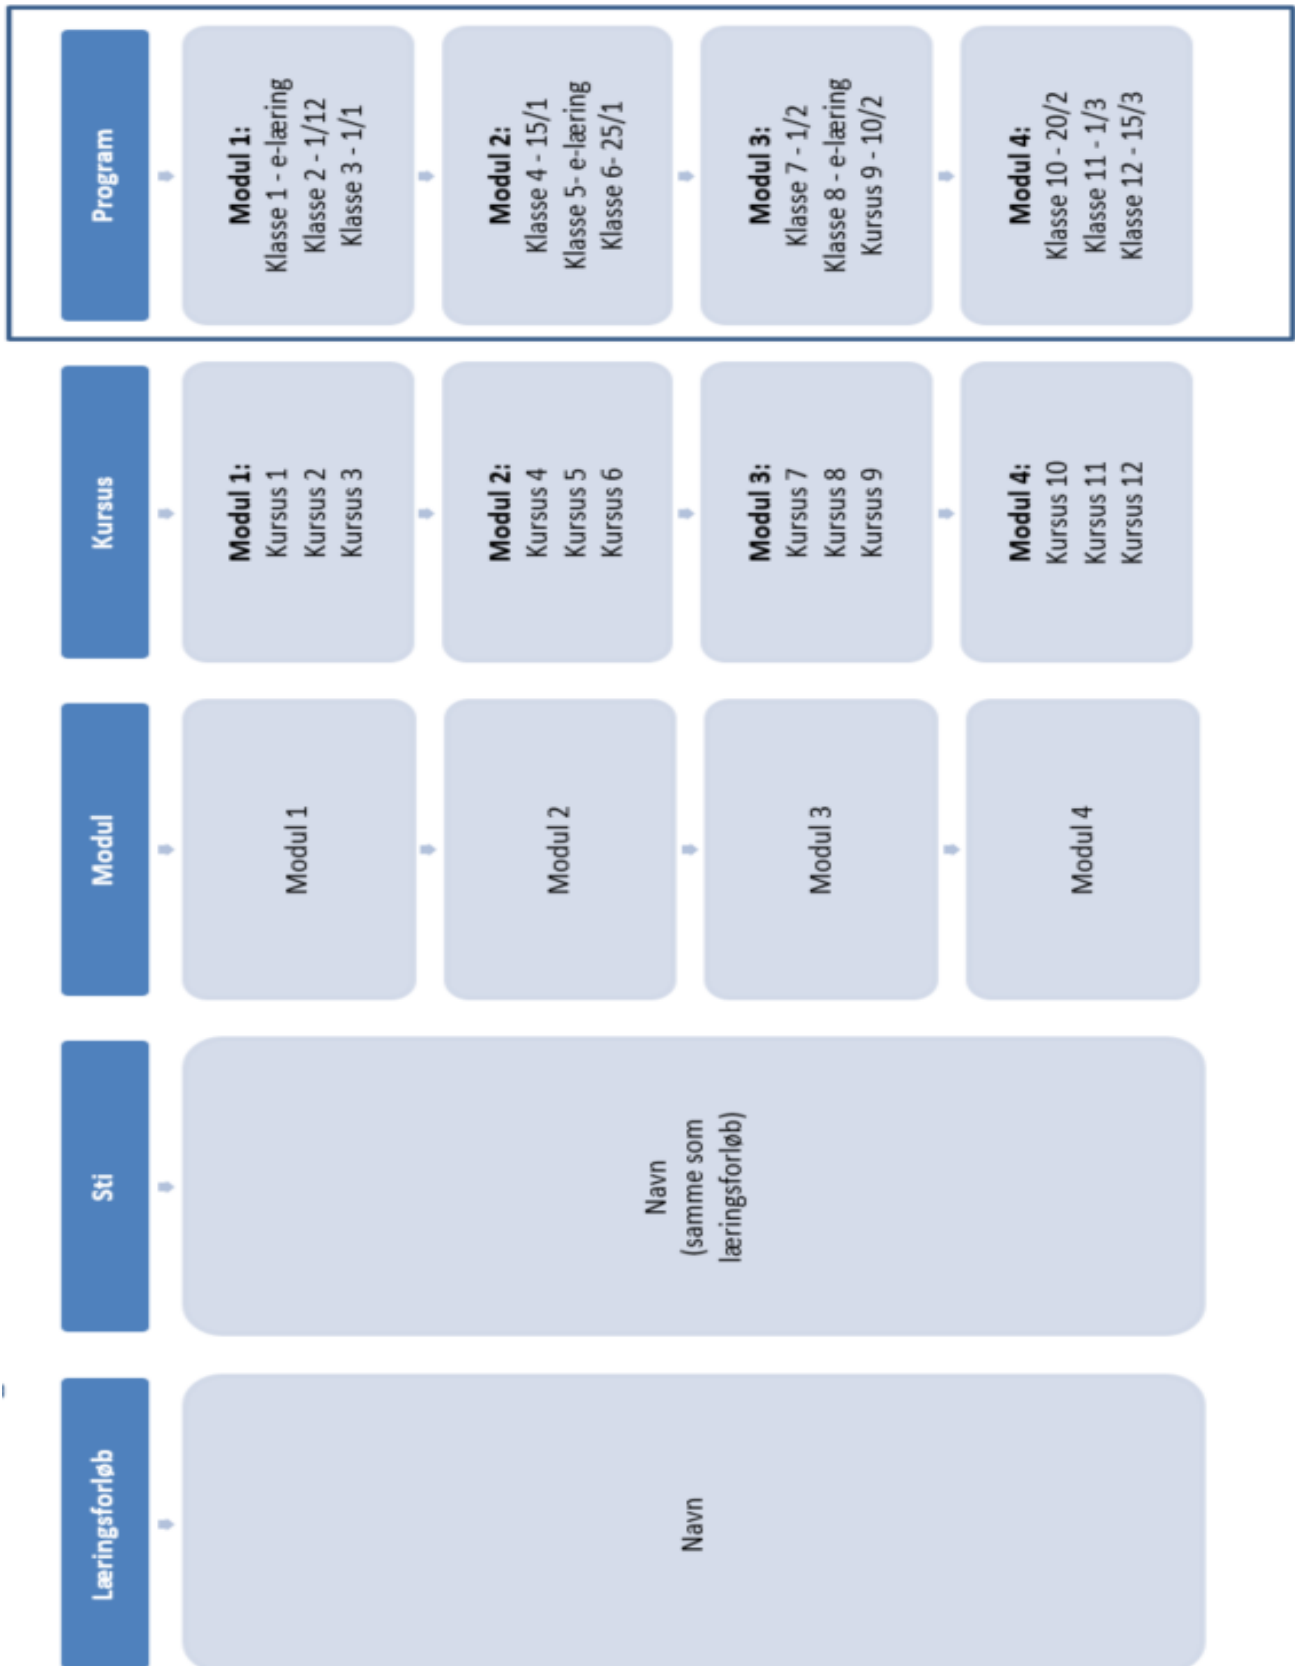 Læringsforløb
Navn
Sti
Navn
(samme som
læringsforløb)
Modul
Modul 1
Modul 2
Modul 3
Modul 4
Kursus
Modul 1:
Kursus 1
Kursus 2
Kursus 3
Modul 2:
Kursus 4
Kursus 5
Kursus 6
Modul 3:
Kursus 7
Kursus 8
Kursus 9
Modul 4:
Kursus 10
Kursus 11
Kursus 12
Program
Modul 1:
Klasse 1 - e-læring
Klasse 2 - 1/12
Klasse 3 - 1/1
Modul 2:
Klasse 4 - 15/1
Klasse 5- e-læring
Klasse 6- 25/1
Modul 3:
Klasse 7 - 1/2
Klasse 8 - e-læring
Kursus 9 - 10/2
Modul 4:
Klasse 10 - 20/2
Klasse 11 - 1/3
Klasse 12 - 15/3